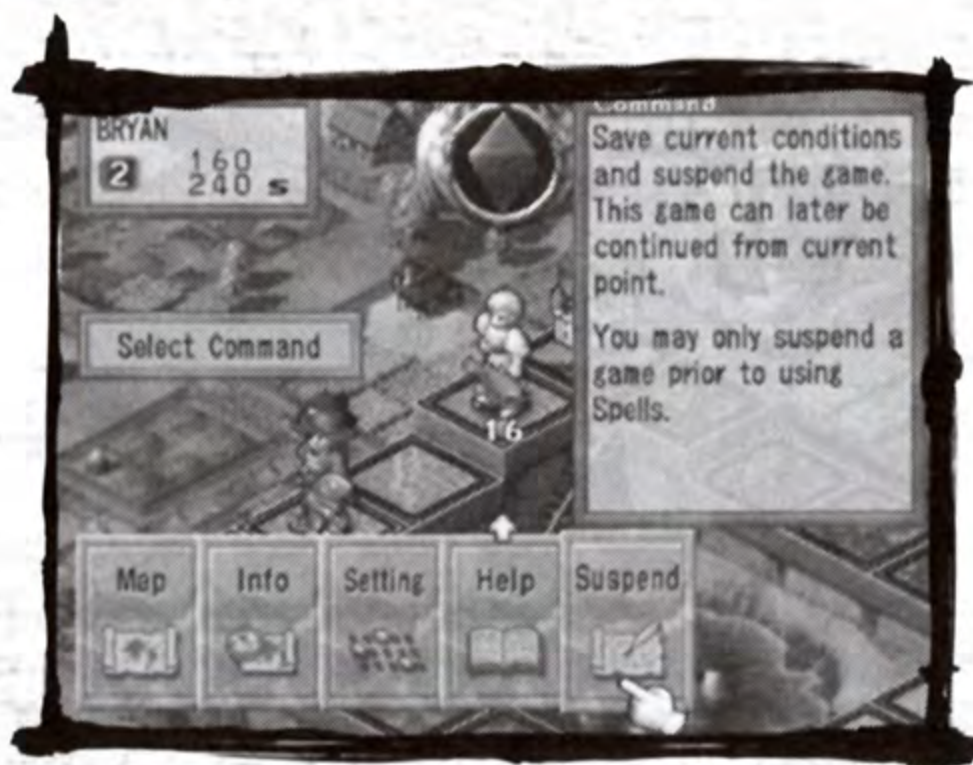 BRYAN
2 160
240 s
Command
Save current conditions
and suspend the game.
This game can later be
continued from current
point.
You may only suspend a
game prior to using
Spells.
Select Command
16
Map Info Setting Help Suspend